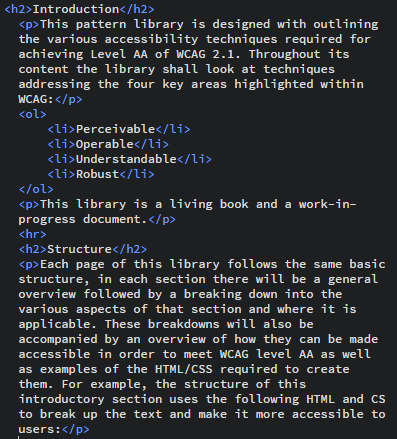 <h2>Introduction</h2>
<p>This pattern library is designed with outlining
the various accessibility techniques required for
achieving Level AA of WCAG 2.1. Throughout its
content the library shall look at techniques
addressing the four key areas highlighted within
WCAG:</p>
<ol>
<li>Perceivable</li>
<li>Operable</li>
<li>Understandable</li>
<li>Robust</li>
</ol>
<p>This library is a living book and a work-in-
progress document.</p>
<hr>
<h2>Structure</h2>
<p>Each page of this library follows the same basic
structure, in each section there will be a general
overview followed by a breaking down into the
various aspects of that section and where it is
applicable. These breakdowns will also be
accompanied by an overview of how they can be made
accessible in order to meet WCAG level AA as well
as examples of the HTML/CSS required to create
them. For example, the structure of this
introductory section uses the following HTML and CS
to break up the text and make it more accessible to
users:</p>